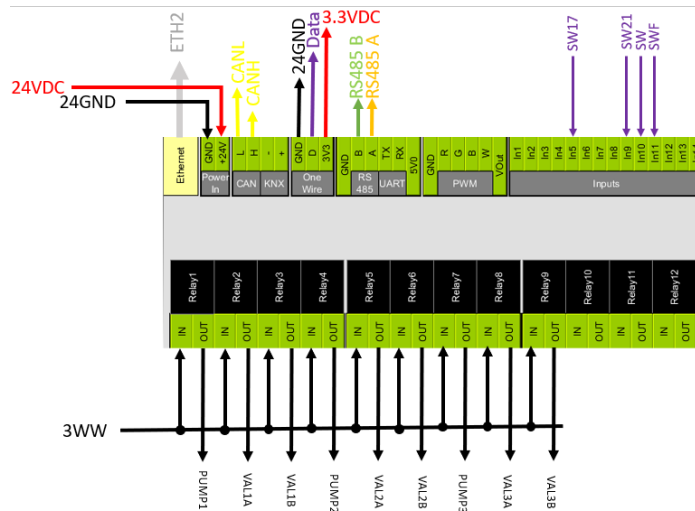 ETH2
CANL
CANH
24GND
Data
3.3VDC
RS485 B
RS485 A
SW17
SW21
SW
SWF
24VDC
24GND
Ethernet
GND
+24V
L
H
-
+
GND
D
3V3
GND
B
A
TX
RX
5V0
GND
R
G
B
W
VOut
In1
In2
In3
In4
In5
In6
In7
In8
In9
In10
In11
In12
In13
Power In
CAN
KNX
One Wire
RS 485
UART
PWM
Inputs
Relay1
Relay2
Relay3
Relay4
Relay5
Relay6
Relay7
Relay8
Relay9
Relay10
Relay11
Relay12
IN
OUT
IN
OUT
IN
OUT
IN
OUT
IN
OUT
IN
OUT
IN
OUT
IN
OUT
IN
OUT
IN
OUT
IN
OUT
IN
OUT
3WW
PUMP1
VAL1A
VAL1B
PUMP2
VAL2A
VAL2B
PUMP3
VAL3A
VAL3B